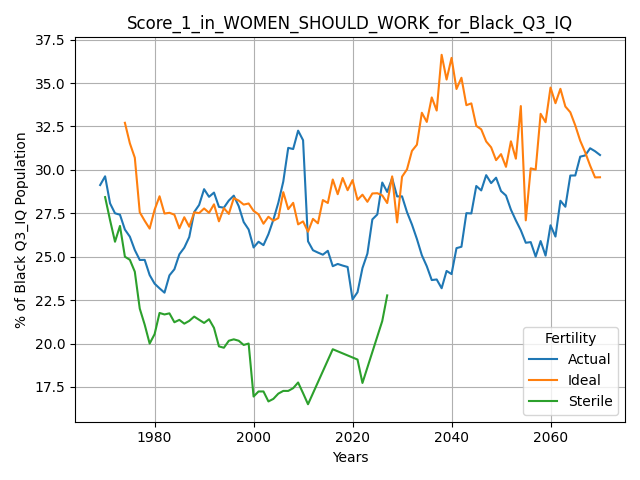 Score_1_in_WOMEN_SHOULD_WORK_for_Black_Q3_IQ
% of Black Q3_IQ Population
37.5
35.0
32.5
30.0
27.5
25.0
22.5
20.0
17.5
Fertility
Actual
Ideal
Sterile
1980
2000
2020
2040
2060
Years